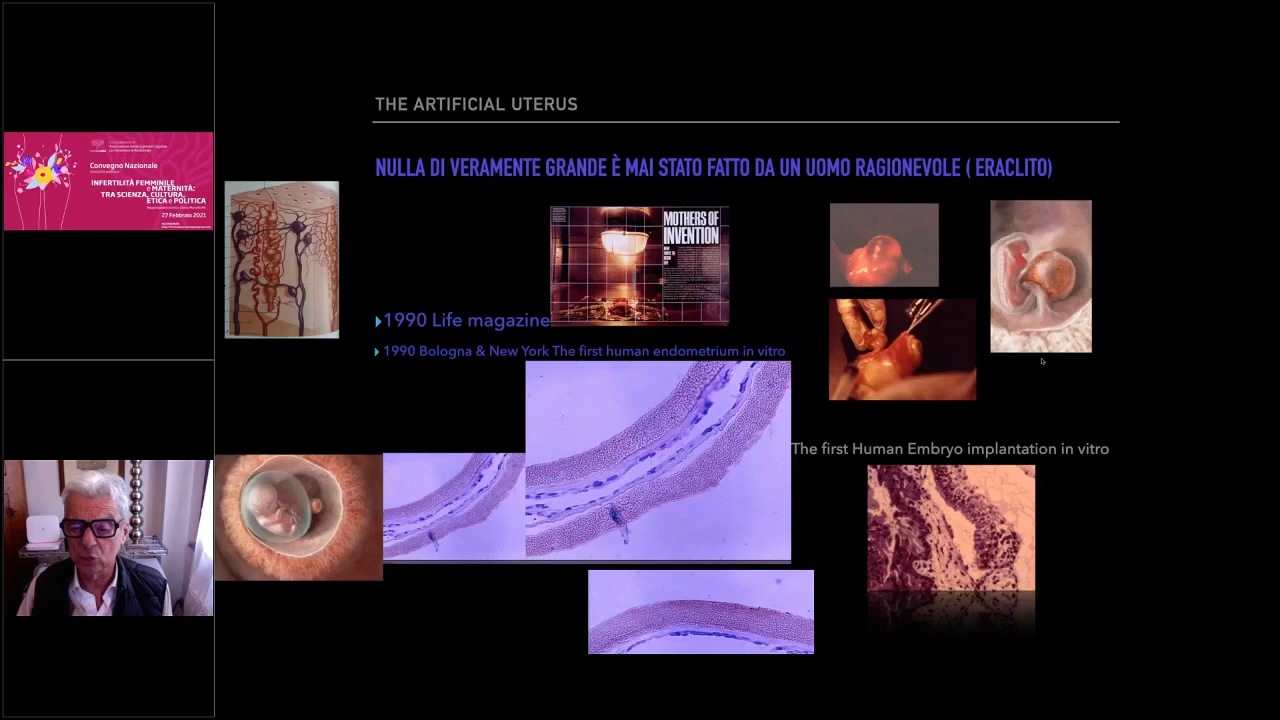 THE ARTIFICIAL UTERUS
NULLA DI VERAMENTE GRANDE È MAI STATO FATTO DA UN UOMO RAGIONEVOLE ( ERACLITO)
MOTHERS OF
INVENTION
1990 Life magazine
1990 Bologna & New York The first human endometrium in vitro
The first Human Embryo implantation in vitro
Convegno Nazionale
INFERTILITÀ FEMMINILE
e MATERNITÀ:
TRA SCIENZA, CULTURA,
ETICA e POLITICA
27 Febbraio 2021